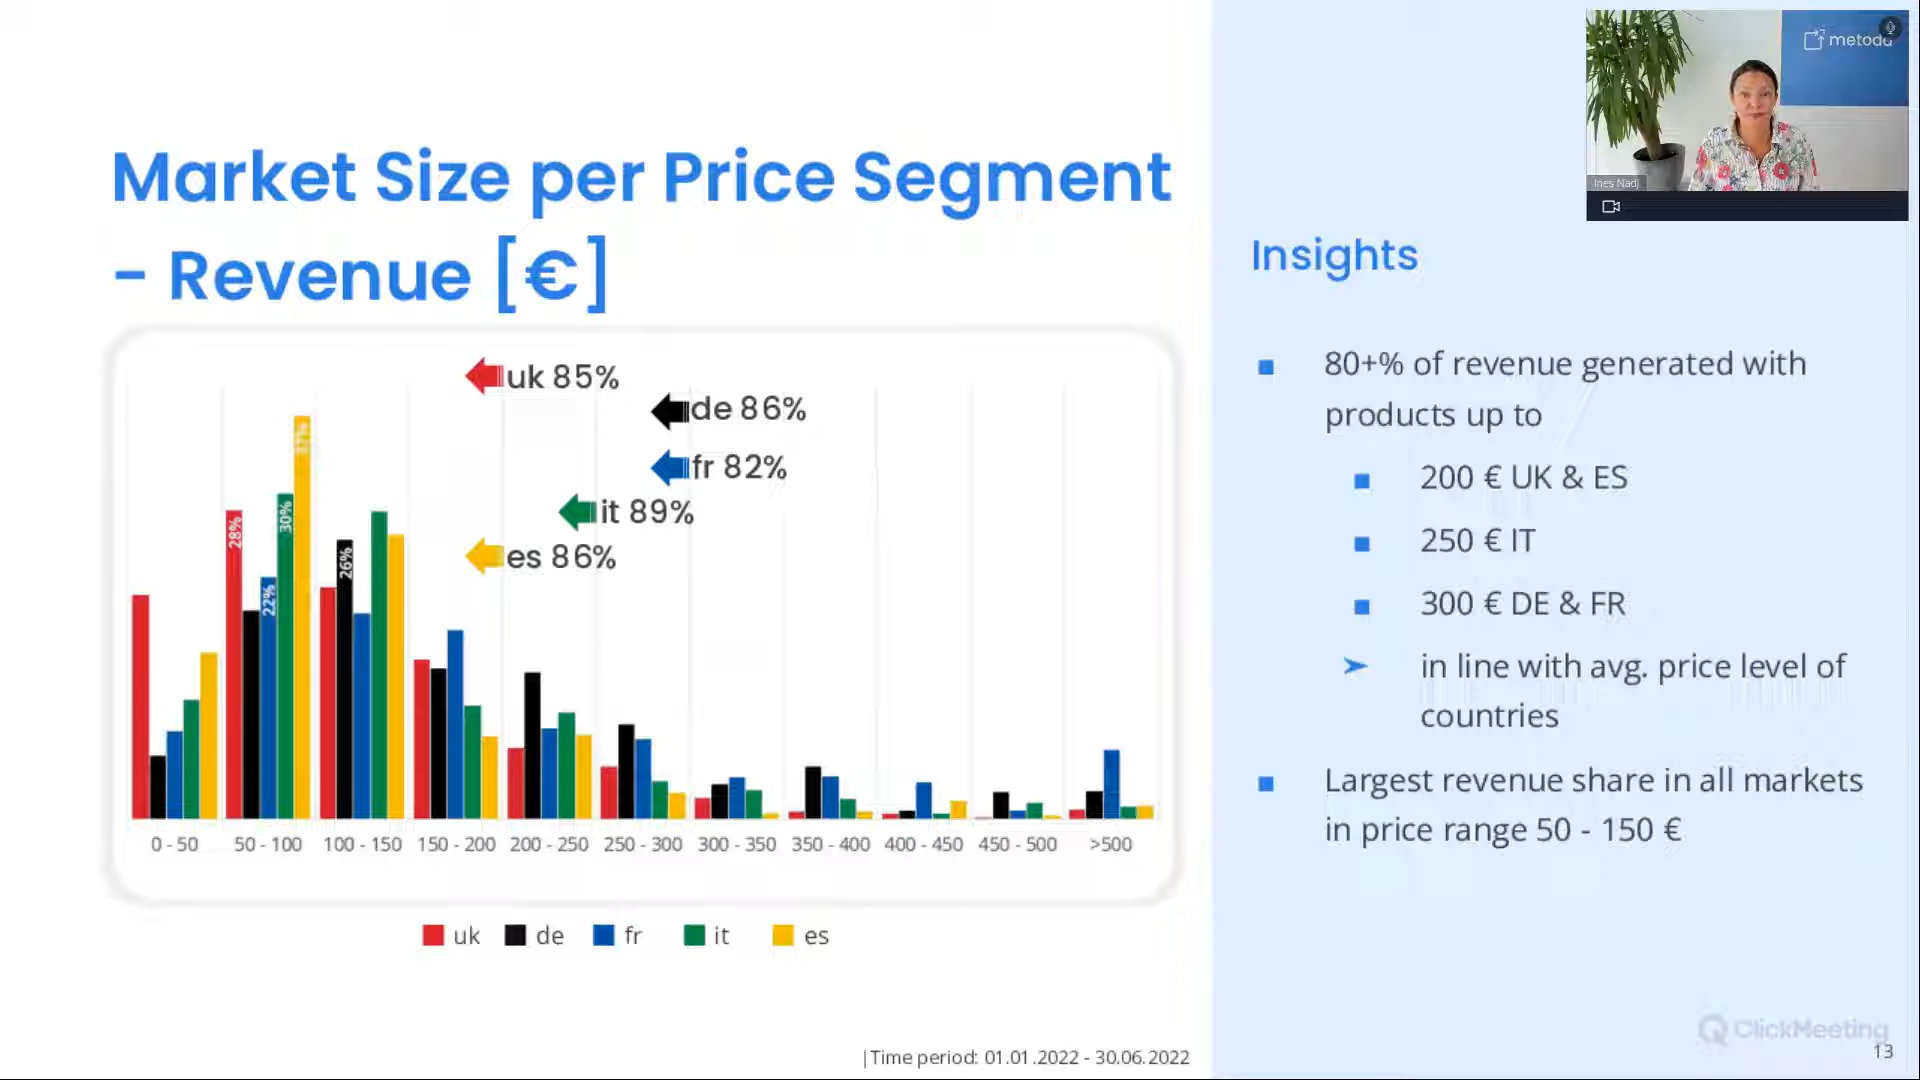 metoda
Ines Nadj
Market Size per Price Segment
- Revenue [€]
Insights
uk 85%
de 86%
fr 82%
it 89%
es 86%
28%
22%
30%
37%
26%
0 - 50
50 - 100
100 - 150
150 - 200
200 - 250
250 - 300
300 - 350
350 - 400
400 - 450
450 - 500
>500
uk
de
fr
it
es
80+% of revenue generated with
products up to
200 € UK & ES
250 € IT
300 € DE & FR
in line with avg. price level of
countries
Largest revenue share in all markets
in price range 50 - 150 €
|Time period: 01.01.2022 - 30.06.2022
ClickMeeting
13